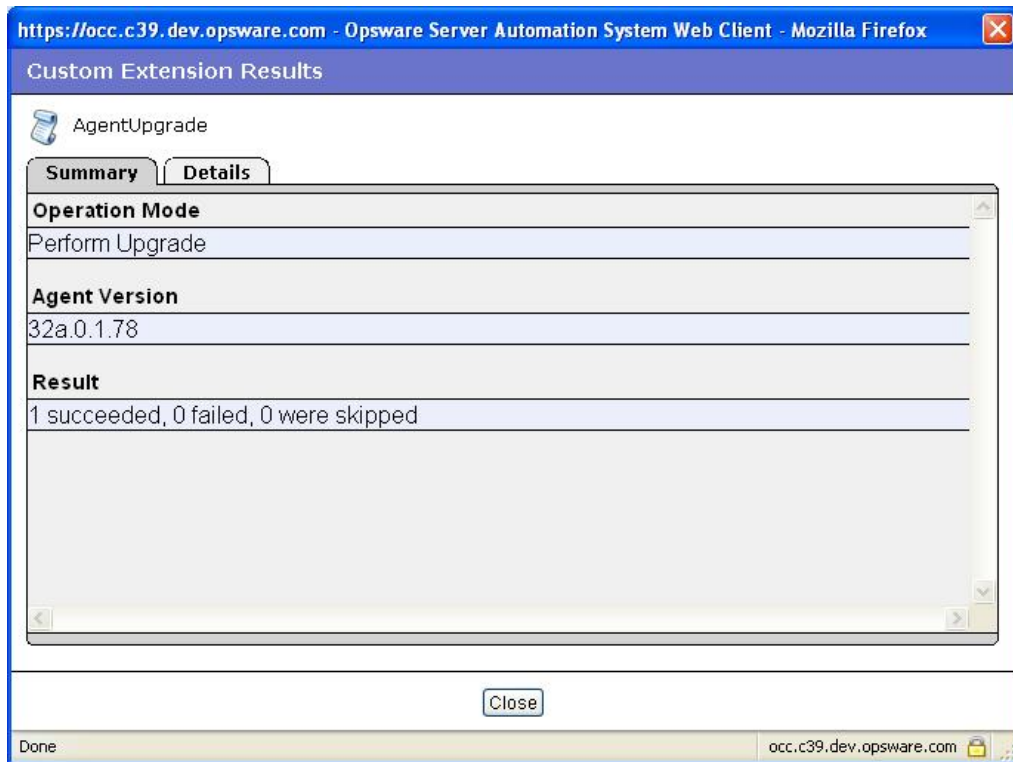 https://occ.c39.dev.opsware.com - Opsware Server Automation System Web Client - Mozilla Firefox
Custom Extension Results
AgentUpgrade
Summary Details
Operation Mode
Perform Upgrade
Agent Version
32a.0.1.78
Result
1 succeeded, 0 failed, 0 were skipped
Close
Done occ.c39.dev.opsware.com